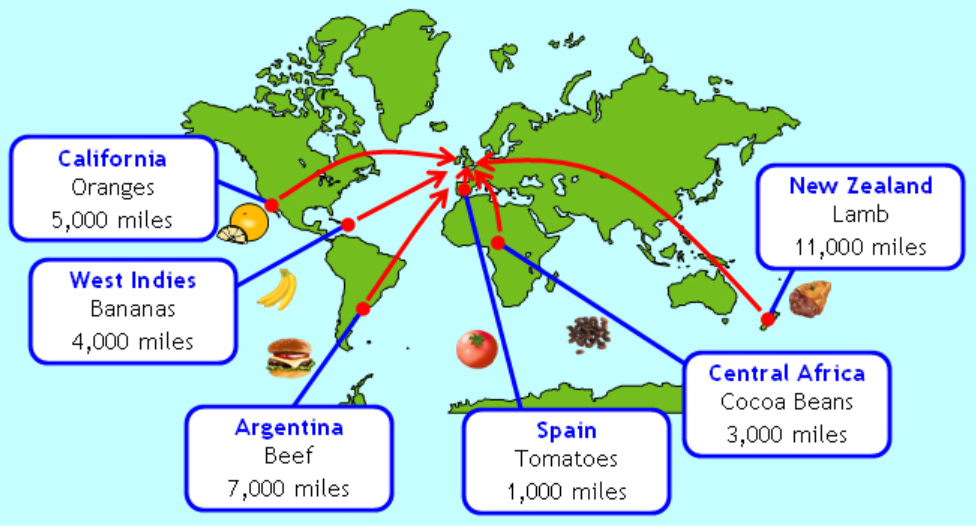 California
Oranges
5,000 miles
West Indies
Bananas
4,000 miles
Argentina
Beef
7,000 miles
Spain
Tomatoes
1,000 miles
Central Africa
Cocoa Beans
3,000 miles
New Zealand
Lamb
11,000 miles